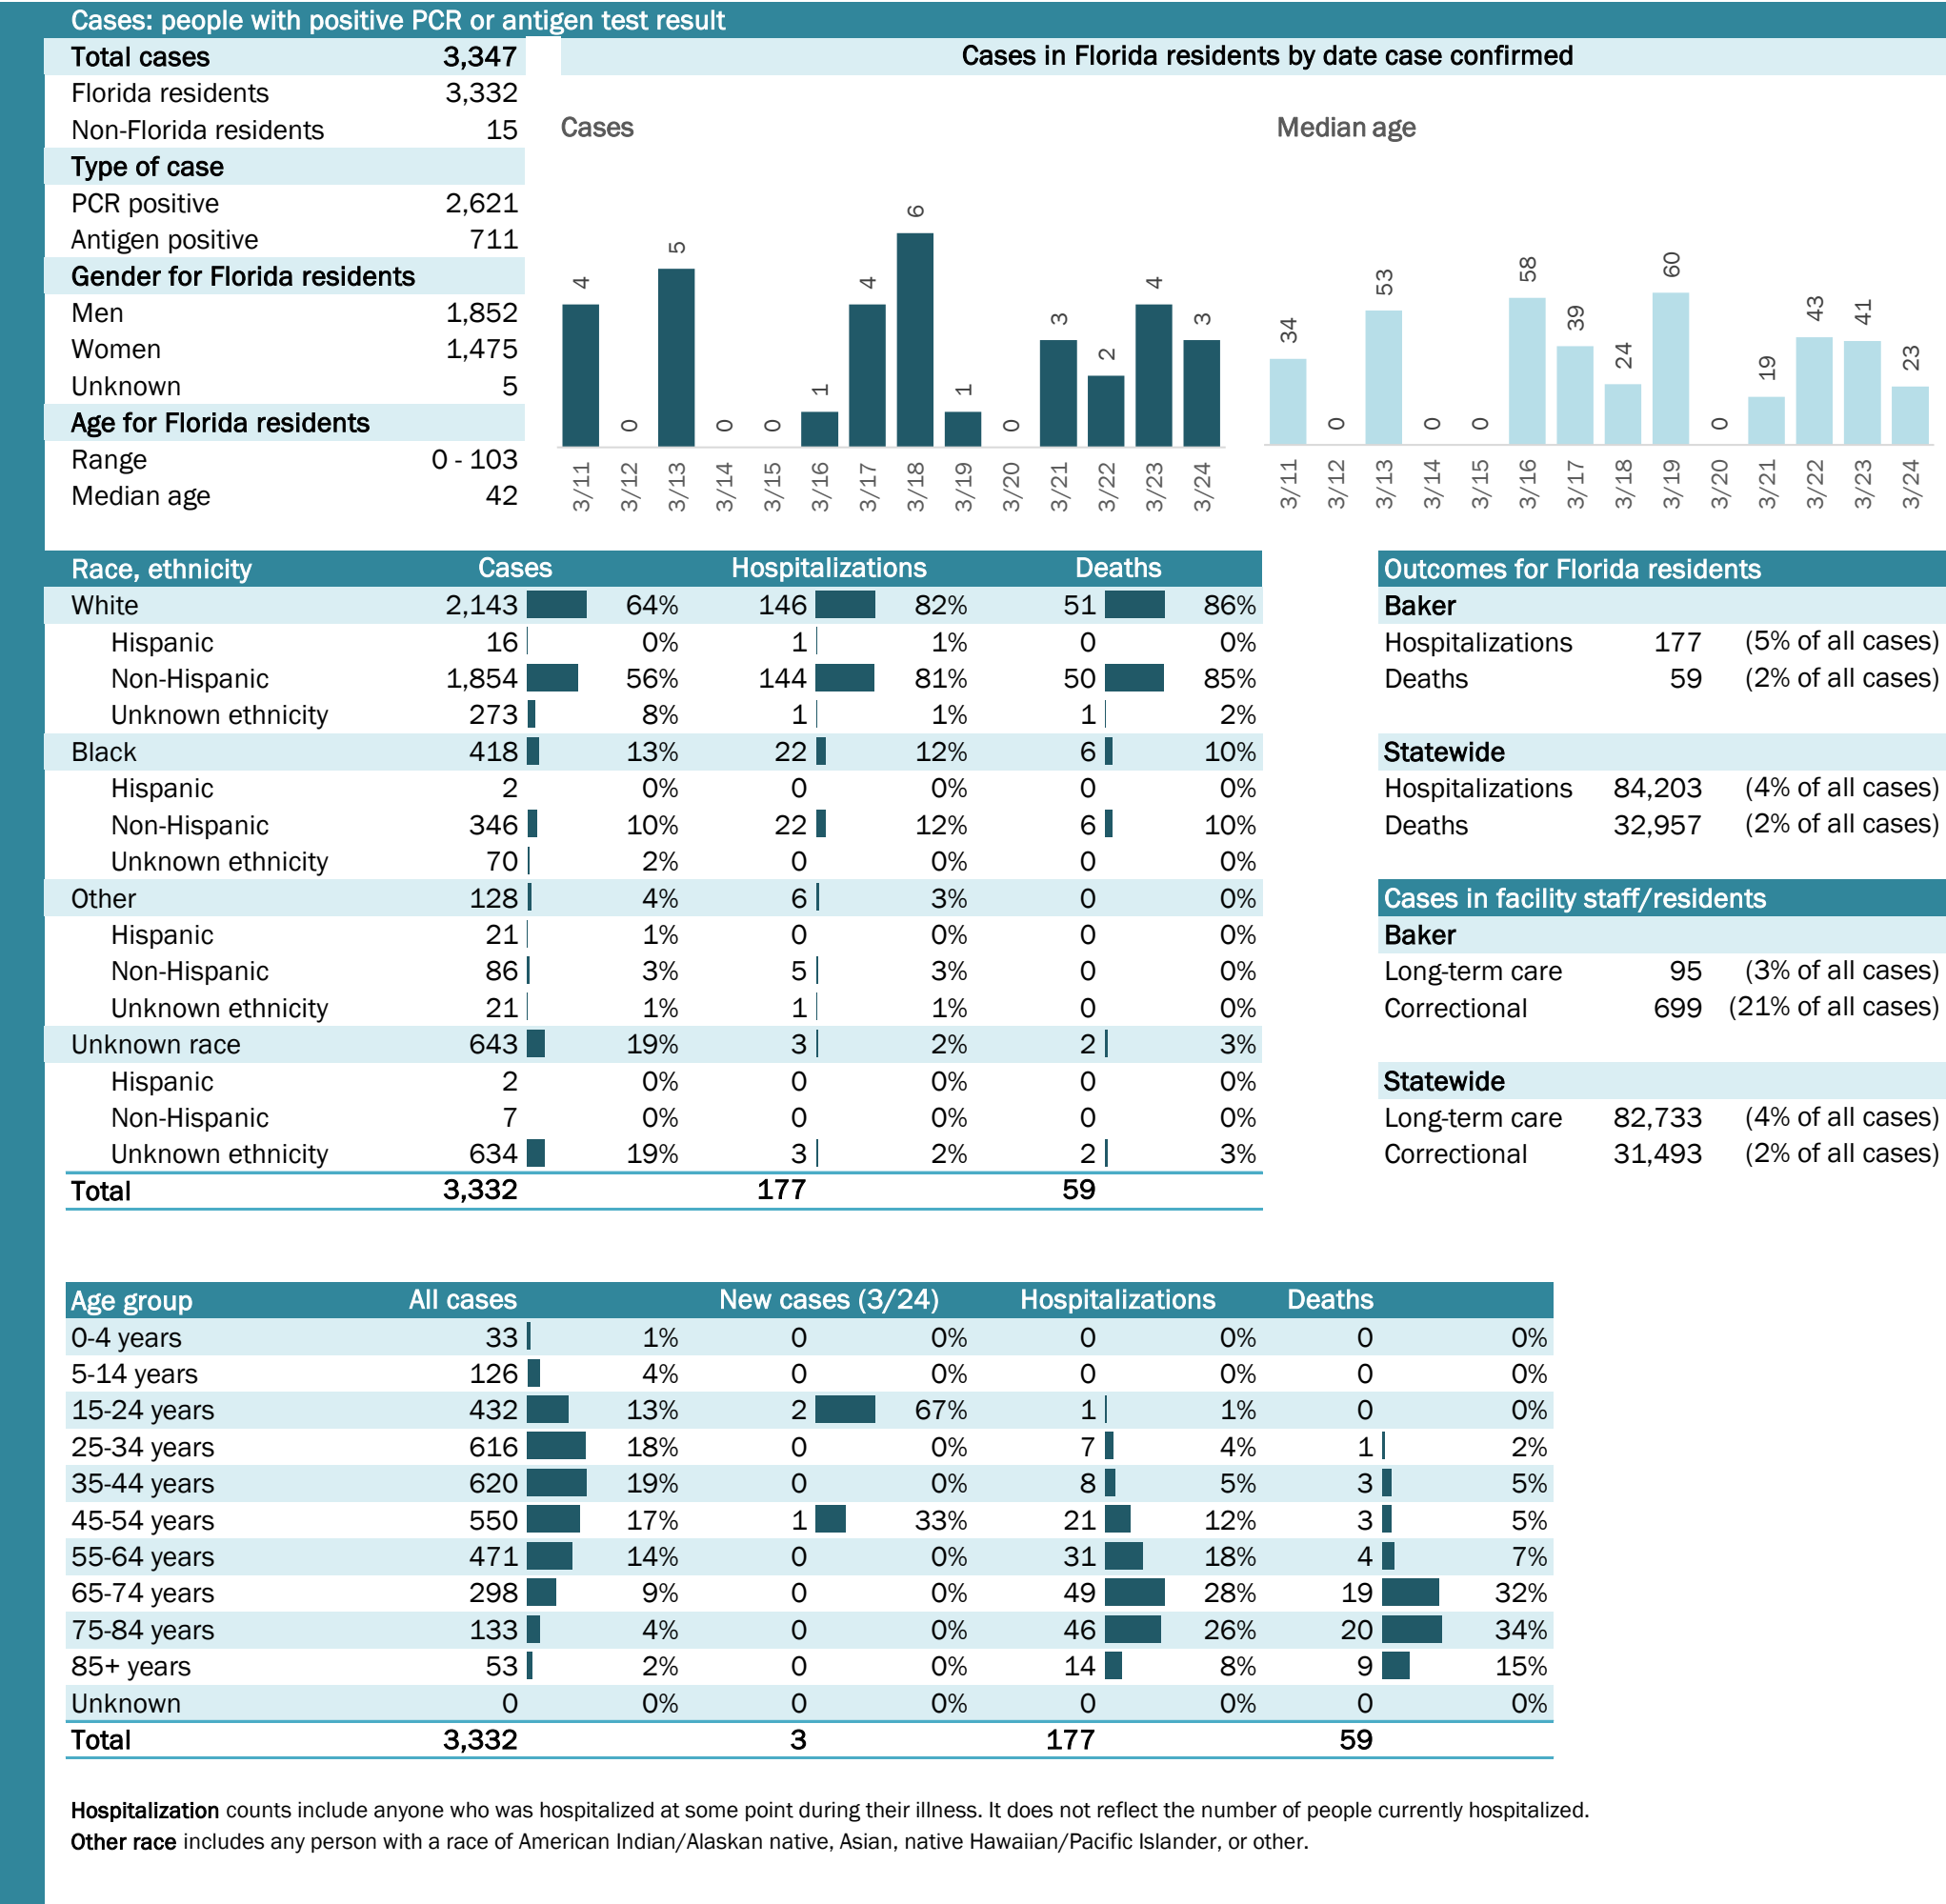 Cases: people with positive PCR or antigen test result
Total cases 3,347
Florida residents 3,332
Non-Florida residents 15
Type of case
PCR positive 2,621
Antigen positive 711
Gender for Florida residents
Men 1,852
Women 1,475
Unknown 5
Age for Florida residents
Range 0 - 103
Median age 42
Cases in Florida residents by date case confirmed
Cases
4 0 5 0 0 1 4 6 1 0 3 2 4 3
3/11 3/12 3/13 3/14 3/15 3/16 3/17 3/18 3/19 3/20 3/21 3/22 3/23 3/24
Median age
34 0 53 0 0 58 39 24 60 0 19 43 41 23
3/11 3/12 3/13 3/14 3/15 3/16 3/17 3/18 3/19 3/20 3/21 3/22 3/23 3/24
Race, ethnicity Cases Hospitalizations Deaths
White 2,143 64% 146 82% 51 86%
Hispanic 16 0% 1 1% 0 0%
Non-Hispanic 1,854 56% 144 81% 50 85%
Unknown ethnicity 273 8% 1 1% 1 2%
Black 418 13% 22 12% 6 10%
Hispanic 2 0% 0 0% 0 0%
Non-Hispanic 346 10% 22 12% 6 10%
Unknown ethnicity 70 2% 0 0% 0 0%
Other 128 4% 6 3% 0 0%
Hispanic 21 1% 0 0% 0 0%
Non-Hispanic 86 3% 5 3% 0 0%
Unknown ethnicity 21 1% 1 1% 0 0%
Unknown race 643 19% 3 2% 2 3%
Hispanic 2 0% 0 0% 0 0%
Non-Hispanic 7 0% 0 0% 0 0%
Unknown ethnicity 634 19% 3 2% 2 3%
Total 3,332 177 59
Outcomes for Florida residents
Baker
Hospitalizations 177 (5% of all cases)
Deaths 59 (2% of all cases)
Statewide
Hospitalizations 84,203 (4% of all cases)
Deaths 32,957 (2% of all cases)
Cases in facility staff/residents
Baker
Long-term care 95 (3% of all cases)
Correctional 699 (21% of all cases)
Statewide
Long-term care 82,733 (4% of all cases)
Correctional 31,493 (2% of all cases)
Age group All cases New cases (3/24) Hospitalizations Deaths
0-4 years 33 1% 0 0% 0 0% 0 0%
5-14 years 126 4% 0 0% 0 0% 0 0%
15-24 years 432 13% 2 67% 1 1% 0 0%
25-34 years 616 18% 0 0% 7 4% 1 2%
35-44 years 620 19% 0 0% 8 5% 3 5%
45-54 years 550 17% 1 33% 21 12% 3 5%
55-64 years 471 14% 0 0% 31 18% 4 7%
65-74 years 298 9% 0 0% 49 28% 19 32%
75-84 years 133 4% 0 0% 46 26% 20 34%
85+ years 53 2% 0 0% 14 8% 9 15%
Unknown 0 0% 0 0% 0 0% 0 0%
Total 3,332 3 177 59
Hospitalization counts include anyone who was hospitalized at some point during their illness. It does not reflect the number of people currently hospitalized.
Other race includes any person with a race of American Indian/Alaskan native, Asian, native Hawaiian/Pacific Islander, or other.